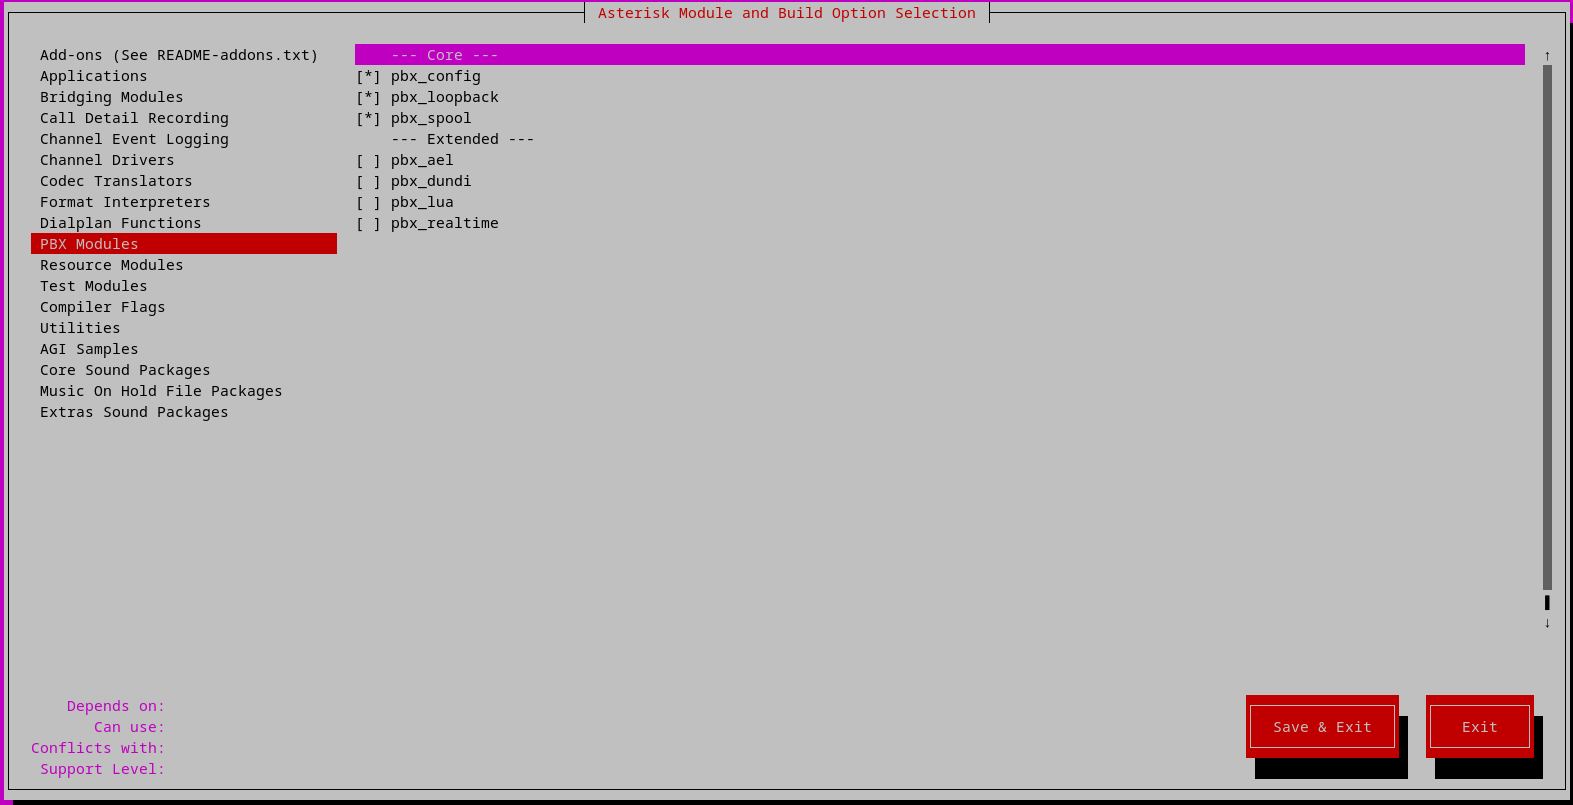 Asterisk Module and Build Option Selection
Add-ons (See README-addons.txt)
Applications
Bridging Modules
Call Detail Recording
Channel Event Logging
Channel Drivers
Codec Translators
Format Interpreters
Dialplan Functions
PBX Modules
Resource Modules
Test Modules
Compiler Flags
Utilities
AGI Samples
Core Sound Packages
Music On Hold File Packages
Extras Sound Packages
--- Core ---
[*] pbx_config
[*] pbx_loopback
[*] pbx_spool
--- Extended ---
[ ] pbx_ael
[ ] pbx_dundi
[ ] pbx_lua
[ ] pbx_realtime
↑
↓
Depends on:
Can use:
Conflicts with:
Support Level:
Save & Exit
Exit